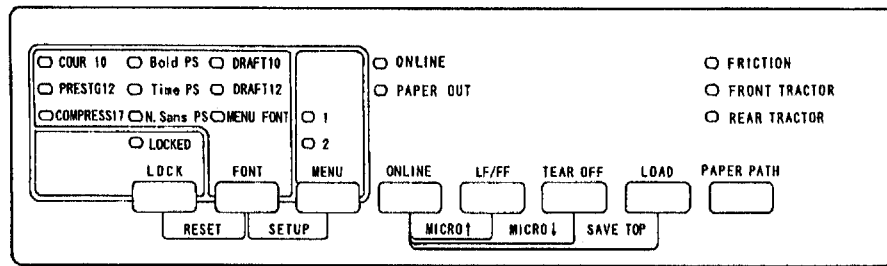 COUR 10 Bold PS DRAFT10 ONLINE FRICTION
PRESTG12 Time PS DRAFT12 PAPER OUT FRONT TRACTOR
COMPRESS17 N. Sans PS MENU FONT 1 REAR TRACTOR
LOCKED 2
LOCK FONT MENU ONLINE LF/FF TEAR OFF LOAD PAPER PATH
RESET SETUP MICRO↑ MICRO↓ SAVE TOP